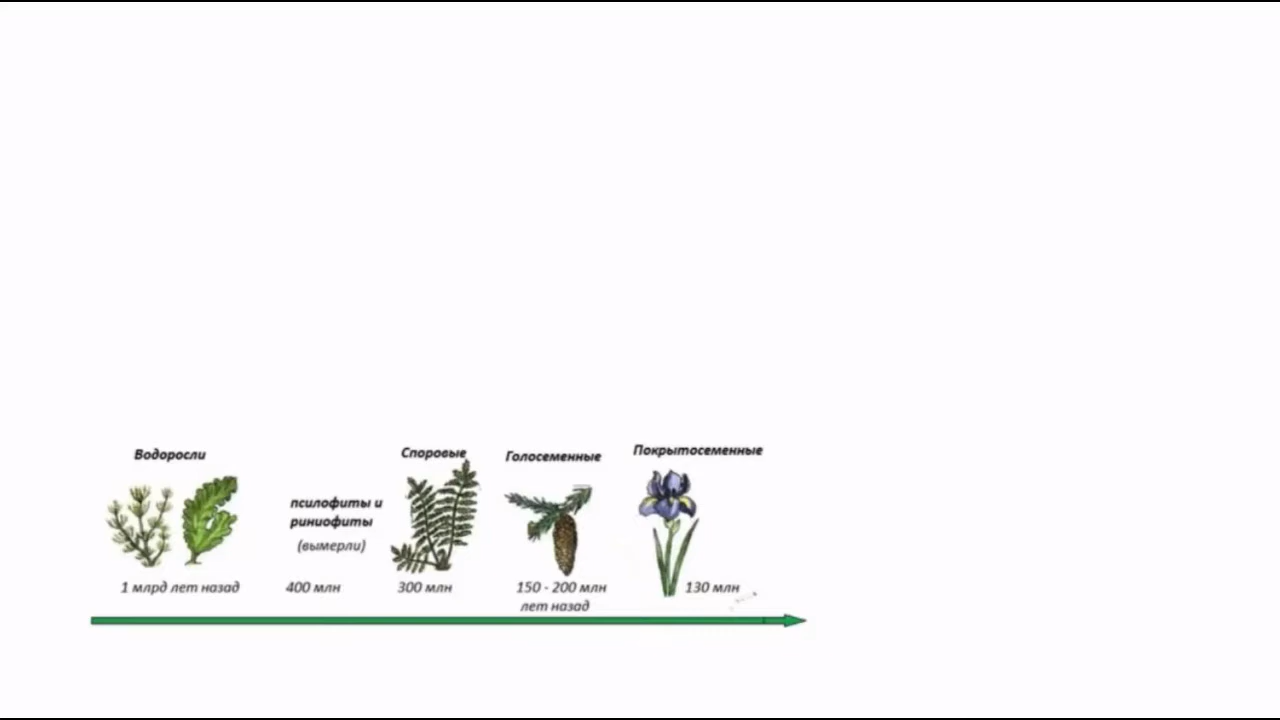 Водоросли
псилофиты и
риниофиты
(вымерли)
Споровые
Голосеменные
Покрытосеменные
1 млрд лет назад
400 млн
300 млн
150 - 200 млн
лет назад
130 млн